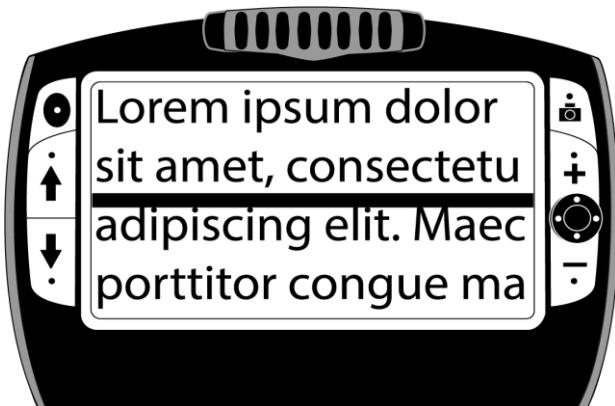 Lorem ipsum dolor
sit amet, consectetu
adipiscing elit. Maec
porttitor congue ma